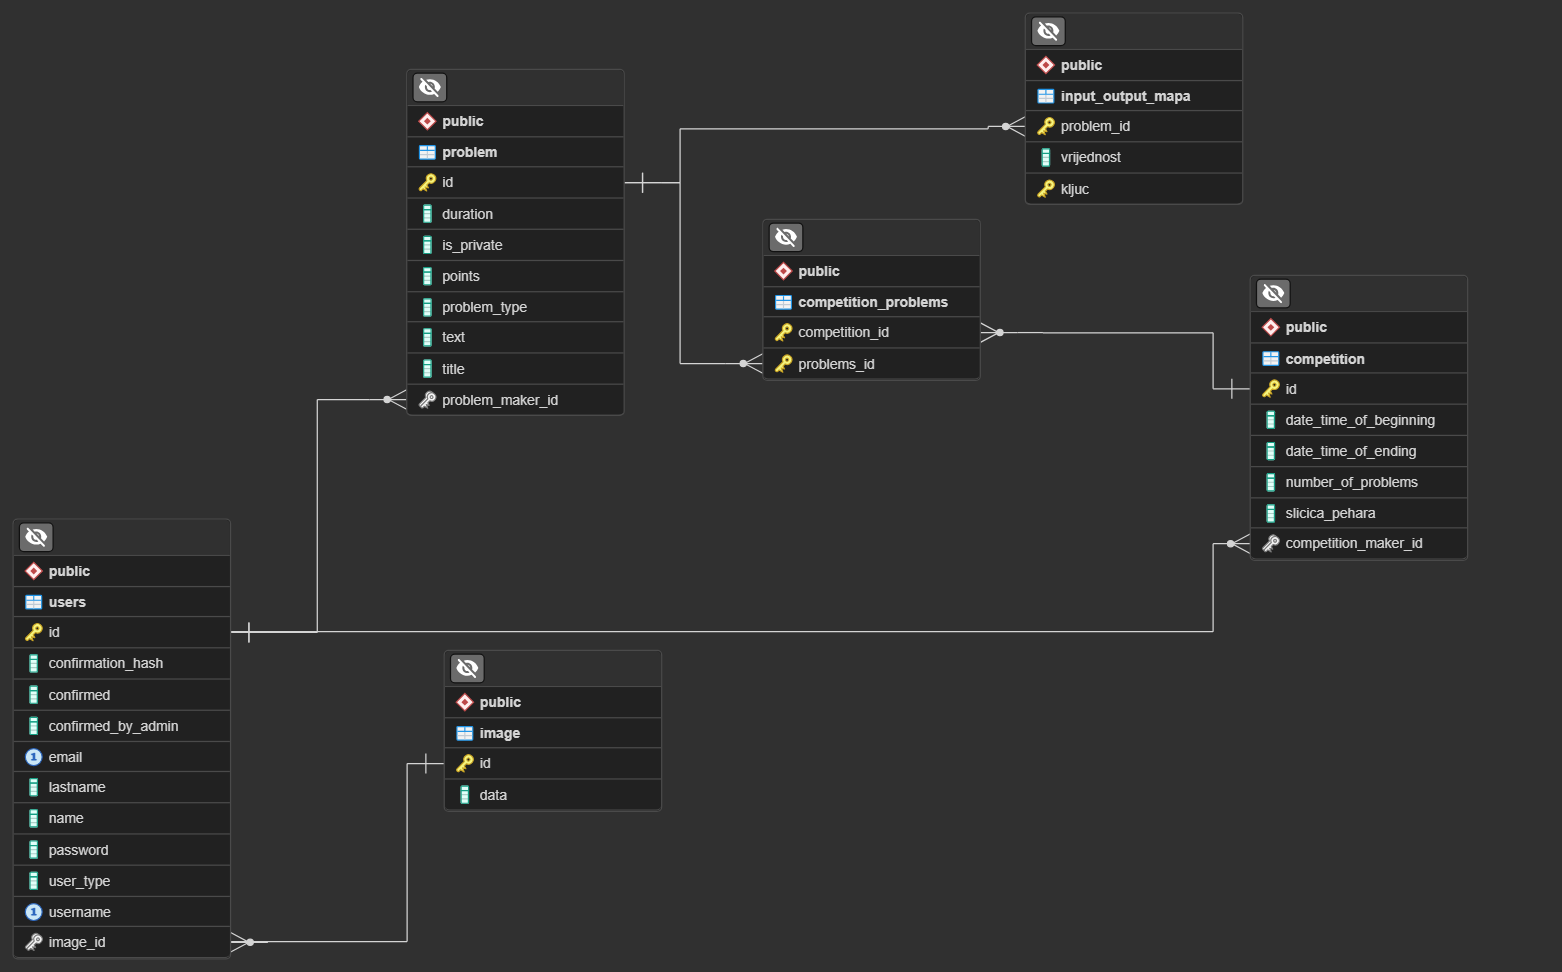 public
input_output_mapa
problem_id
vrijednost
kljuc
public
problem
id
duration
is_private
points
problem_type
text
title
problem_maker_id
public
competition_problems
competition_id
problems_id
public
competition
id
date_time_of_beginning
date_time_of_ending
number_of_problems
slicica_pehara
competition_maker_id
public
users
id
confirmation_hash
confirmed
confirmed_by_admin
1 email
lastname
name
password
user_type
1 username
image_id
public
image
id
data